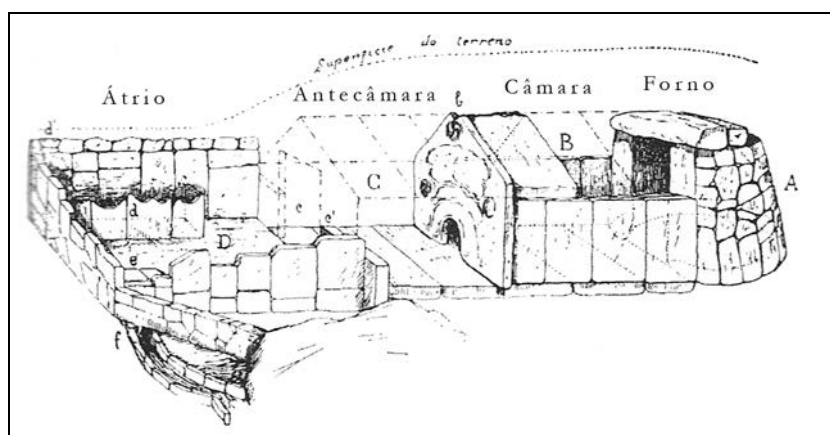 Superficie do terreno
Átrio
Antecâmara
Câmara
Forno
d'
b
B
A
C
c
c'
d
D
e
f